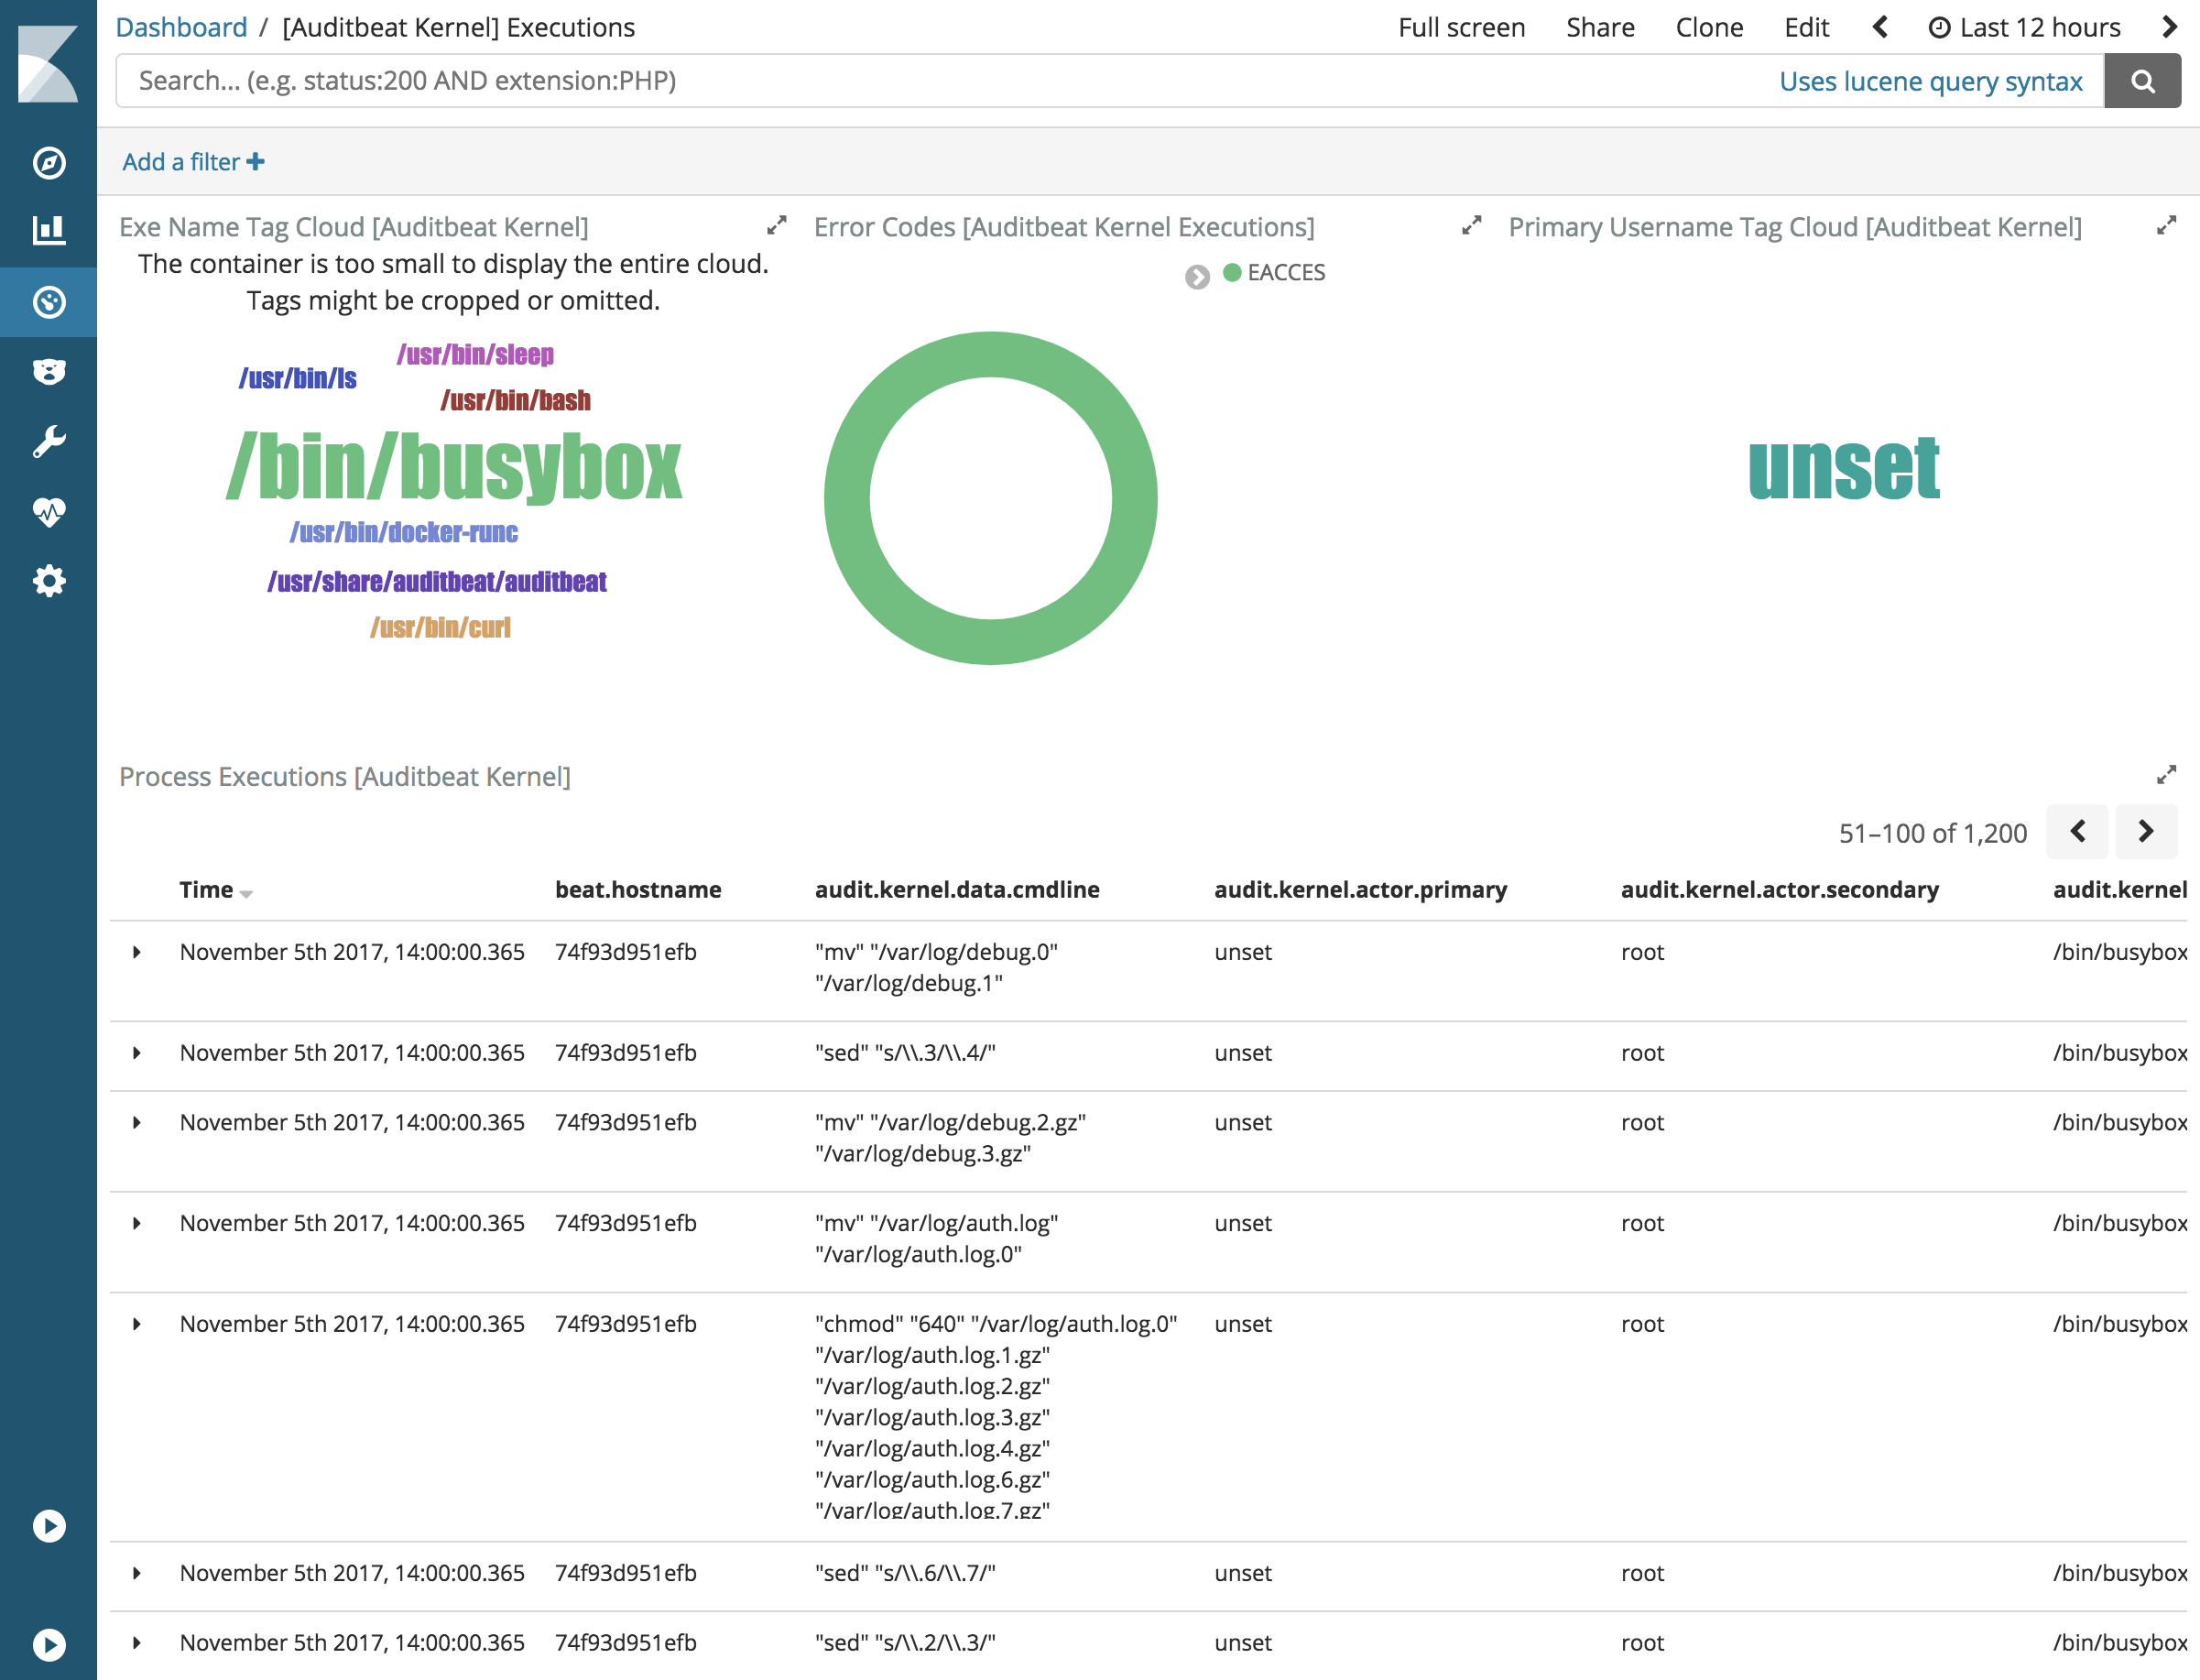 Dashboard / [Auditbeat Kernel] Executions
Full screen Share Clone Edit Last 12 hours
Search... (e.g. status:200 AND extension:PHP) Uses lucene query syntax
Add a filter
Exe Name Tag Cloud [Auditbeat Kernel]
The container is too small to display the entire cloud.
Tags might be cropped or omitted.
/usr/bin/sleep
/usr/bin/ls
/usr/bin/bash
/bin/busybox
/usr/bin/docker-runc
/usr/share/auditbeat/auditbeat
/usr/bin/curl
Error Codes [Auditbeat Kernel Executions]
EACCES
Primary Username Tag Cloud [Auditbeat Kernel]
unset
Process Executions [Auditbeat Kernel]
51–100 of 1,200
Time beat.hostname audit.kernel.data.cmdline audit.kernel.actor.primary audit.kernel.actor.secondary audit.kernel
November 5th 2017, 14:00:00.365 74f93d951efb "mv" "/var/log/debug.0" unset root /bin/busybox
"/var/log/debug.1"
November 5th 2017, 14:00:00.365 74f93d951efb "sed" "s/\\.3/\\.4/" unset root /bin/busybox
November 5th 2017, 14:00:00.365 74f93d951efb "mv" "/var/log/debug.2.gz" unset root /bin/busybox
"/var/log/debug.3.gz"
November 5th 2017, 14:00:00.365 74f93d951efb "mv" "/var/log/auth.log" unset root /bin/busybox
"/var/log/auth.log.0"
November 5th 2017, 14:00:00.365 74f93d951efb "chmod" "640" "/var/log/auth.log.0" unset root /bin/busybox
"/var/log/auth.log.1.gz"
"/var/log/auth.log.2.gz"
"/var/log/auth.log.3.gz"
"/var/log/auth.log.4.gz"
"/var/log/auth.log.6.gz"
"/var/log/auth.log.7.gz"
November 5th 2017, 14:00:00.365 74f93d951efb "sed" "s/\\.6/\\.7/" unset root /bin/busybox
November 5th 2017, 14:00:00.365 74f93d951efb "sed" "s/\\.2/\\.3/" unset root /bin/busybox